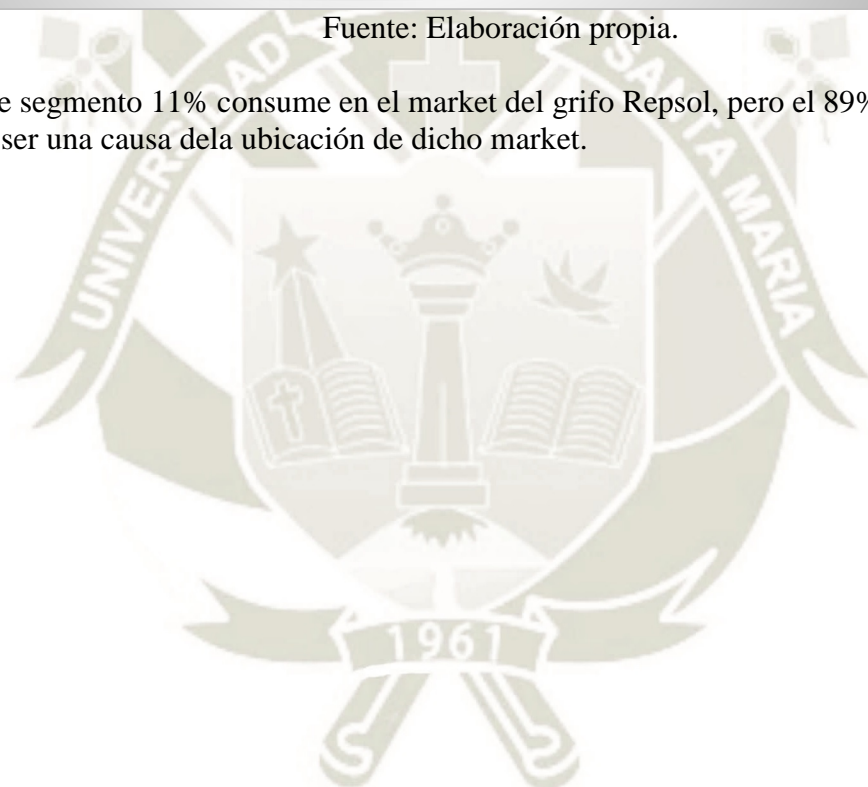 Fuente: Elaboración propia.
e segmento 11% consume en el market del grifo Repsol, pero el 89%
ser una causa dela ubicación de dicho market.
UNIVERSIDAD SANTA MARIA
1961